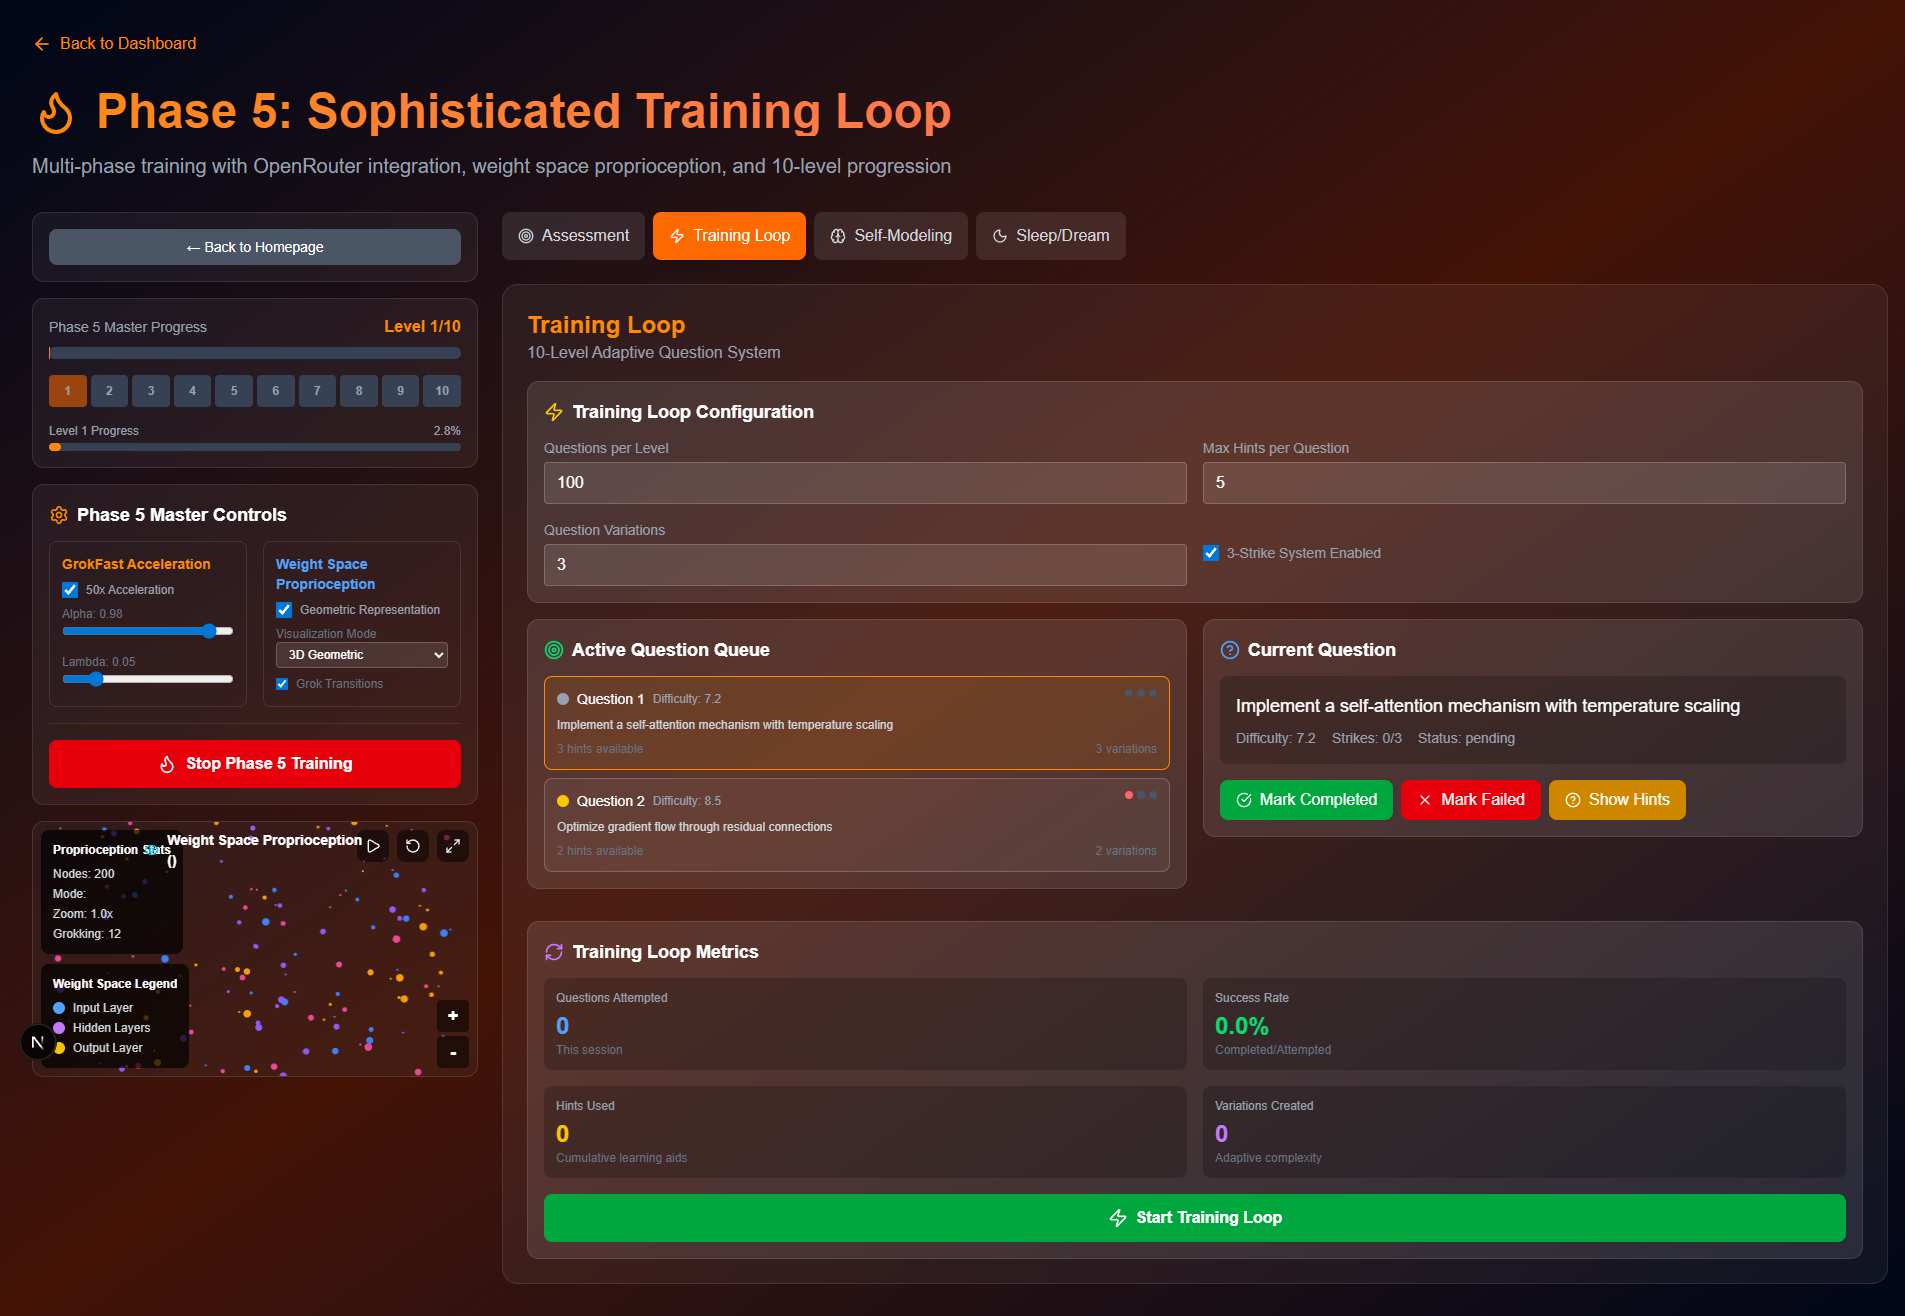 Back to Dashboard
Phase 5: Sophisticated Training Loop
Multi-phase training with OpenRouter integration, weight space proprioception, and 10-level progression
← Back to Homepage
Phase 5 Master Progress
Level 1/10
1 2 3 4 5 6 7 8 9 10
Level 1 Progress
2.8%
Phase 5 Master Controls
GrokFast Acceleration
50x Acceleration
Alpha: 0.98
Lambda: 0.05
Weight Space
Proprioception
Geometric Representation
Visualization Mode
3D Geometric
Grok Transitions
Stop Phase 5 Training
Weight Space Proprioception
()
Proprioception Stats
Nodes: 200
Mode:
Zoom: 1.0x
Grokking: 12
Weight Space Legend
Input Layer
Hidden Layers
Output Layer
N
+
-
Assessment
Training Loop
Self-Modeling
Sleep/Dream
Training Loop
10-Level Adaptive Question System
Training Loop Configuration
Questions per Level
100
Max Hints per Question
5
Question Variations
3
3-Strike System Enabled
Active Question Queue
Question 1 Difficulty: 7.2
Implement a self-attention mechanism with temperature scaling
3 hints available
3 variations
Question 2 Difficulty: 8.5
Optimize gradient flow through residual connections
2 hints available
2 variations
Current Question
Implement a self-attention mechanism with temperature scaling
Difficulty: 7.2 Strikes: 0/3 Status: pending
Mark Completed
Mark Failed
Show Hints
Training Loop Metrics
Questions Attempted
0
This session
Success Rate
0.0%
Completed/Attempted
Hints Used
0
Cumulative learning aids
Variations Created
0
Adaptive complexity
Start Training Loop